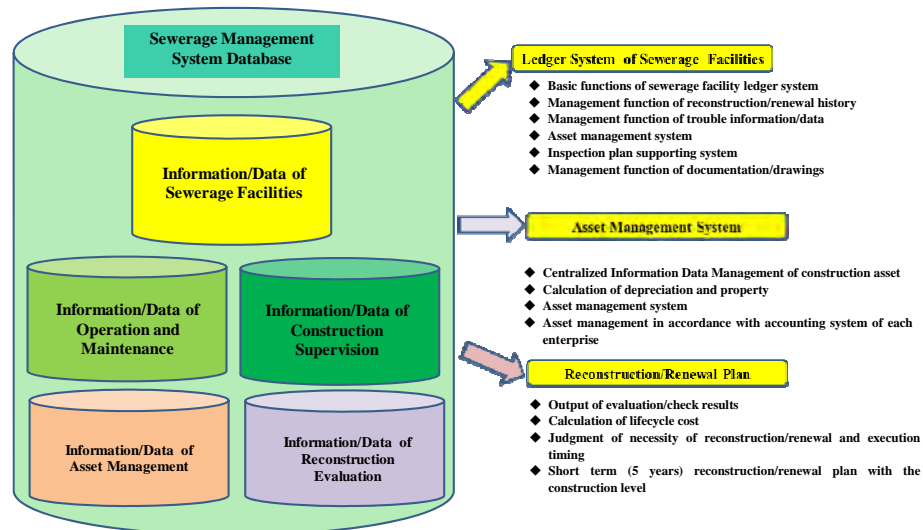 Sewerage Management
System Database
Information/Data of
Sewerage Facilities
Information/Data of
Operation and
Maintenance
Information/Data of
Construction
Supervision
Information/Data of
Asset Management
Information/Data of
Reconstruction
Evaluation
Ledger System of Sewerage Facilities
◆ Basic functions of sewerage facility ledger system
◆ Management function of reconstruction/renewal history
◆ Management function of trouble information/data
◆ Asset management system
◆ Inspection plan supporting system
◆ Management function of documentation/drawings
Asset Management System
◆ Centralized Information Data Management of construction asset
◆ Calculation of depreciation and property
◆ Asset management system
◆ Asset management in accordance with accounting system of each
enterprise
Reconstruction/Renewal Plan
◆ Output of evaluation/check results
◆ Calculation of lifecycle cost
◆ Judgment of necessity of reconstruction/renewal and execution
timing
◆ Short term (5 years) reconstruction/renewal plan with the
construction level